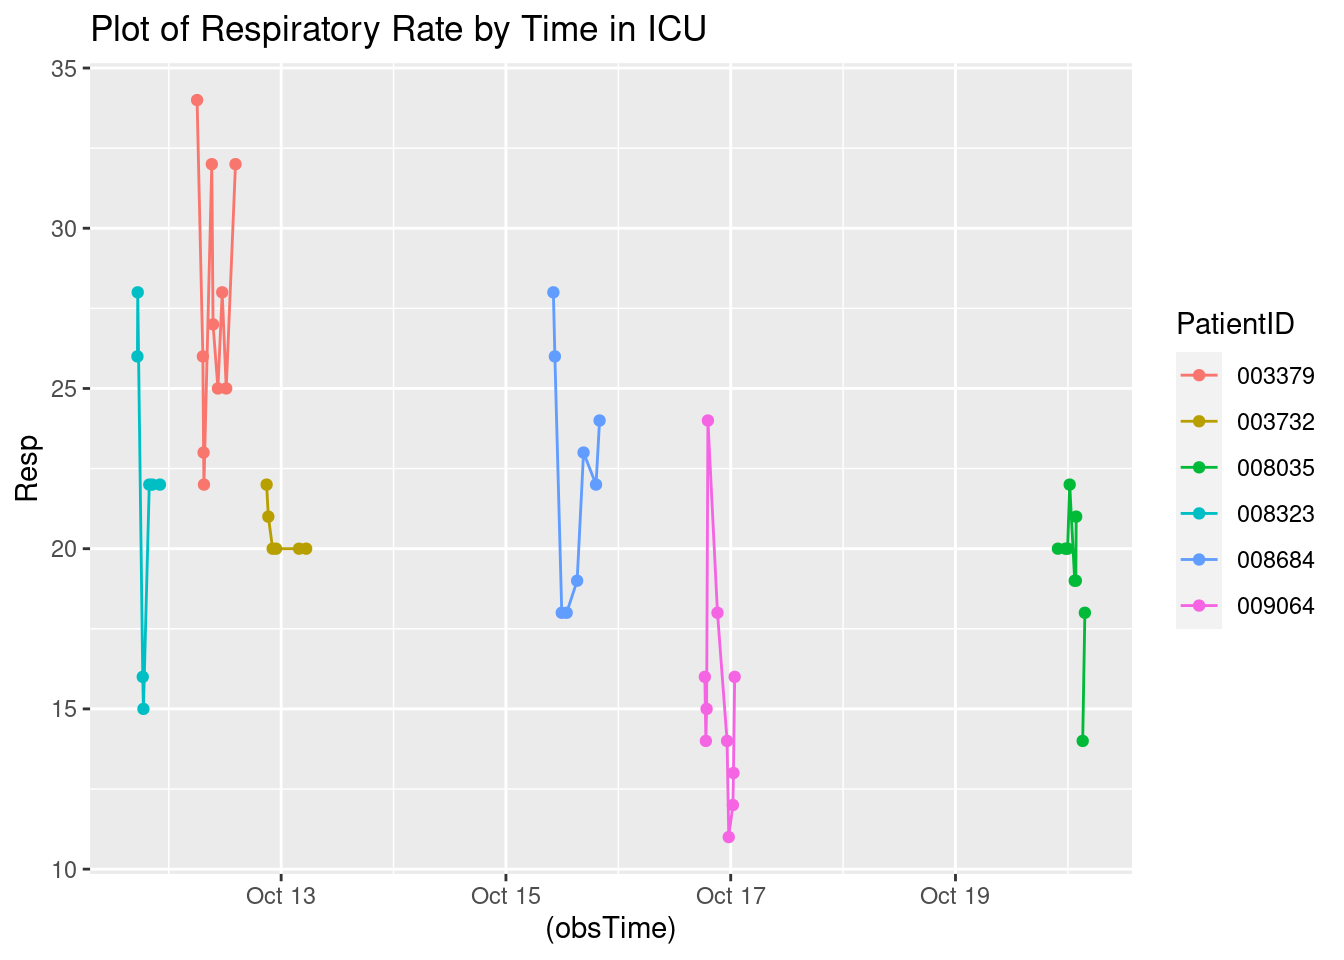 Plot of Respiratory Rate by Time in ICU
35
30
25
20
15
10
Resp
Oct 13 Oct 15 Oct 17 Oct 19
(obsTime)
PatientID
003379
003732
008035
008323
008684
009064